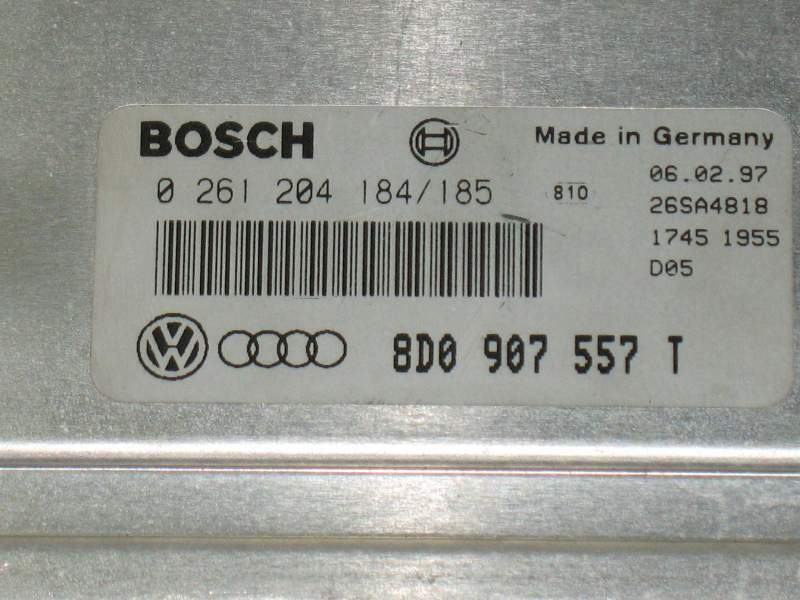 BOSCH
Made in Germany
0 261 204 184/185
810
06.02.97
26SA4818
1745 1955
D05
VW
8D0 907 557 T